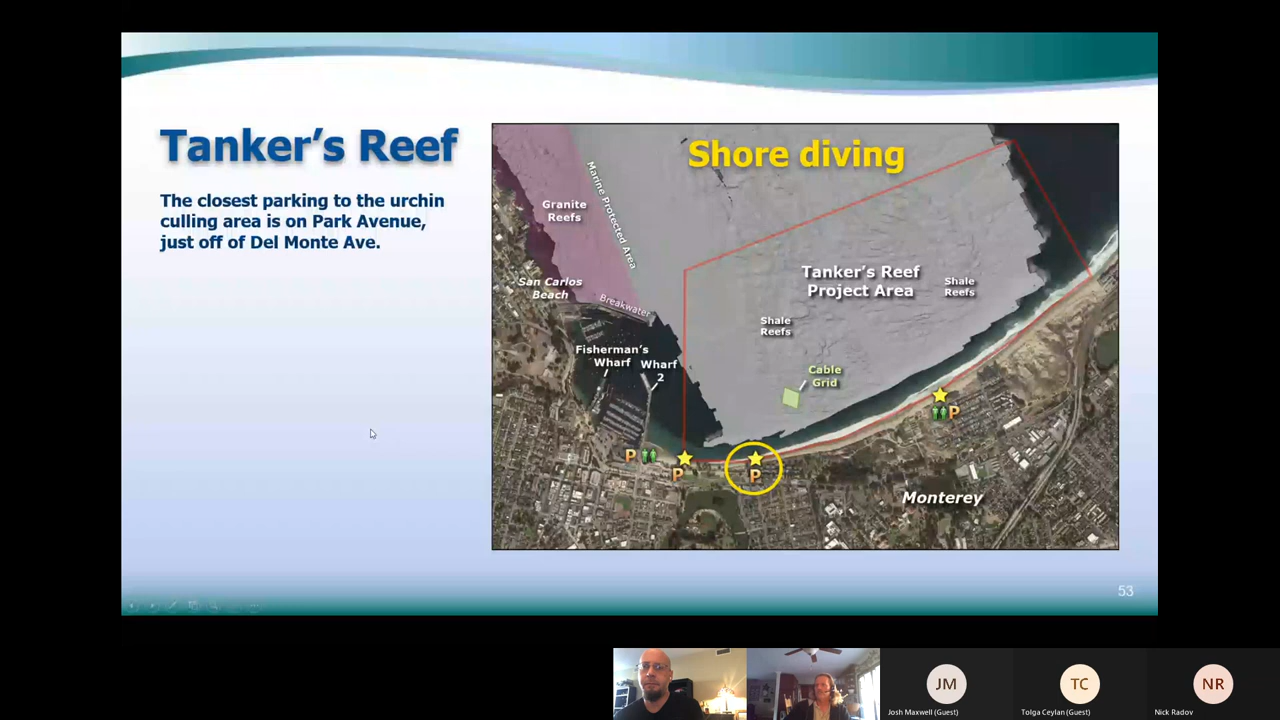 Tanker's Reef
The closest parking to the urchin
culling area is on Park Avenue,
just off of Del Monte Ave.
Shore diving
Marine Protected Area
Granite
Reefs
San Carlos
Beach
Breakwater
Tanker's Reef
Project Area
Shale
Reefs
Shale
Reefs
Fisherman's
Wharf
Wharf
2
Cable
Grid
P
P
P
P
Monterey
53
JM
TC
NR
Josh Maxwell (Guest)
Tolga Ceylan (Guest)
Nick Radov